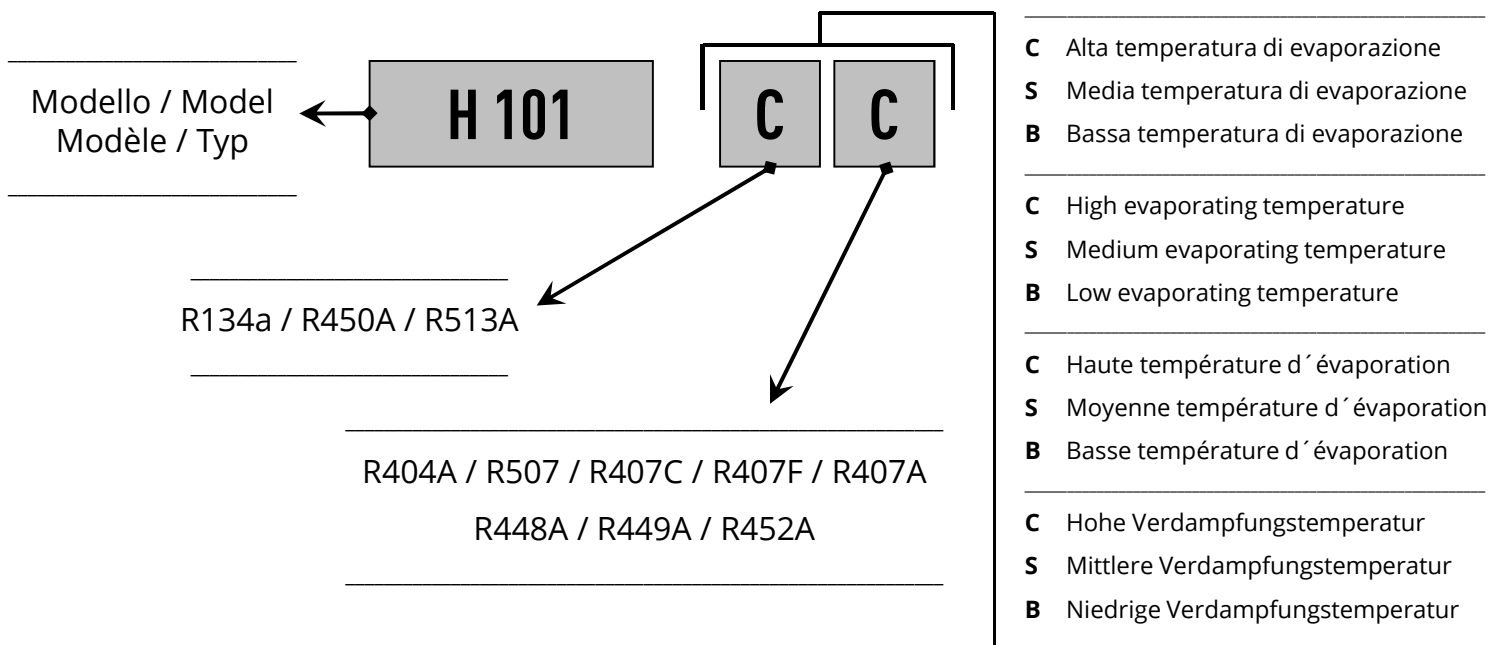 Modello / Model
Modèle / Typ
H 101
C
C
R134a / R450A / R513A
R404A / R507 / R407C / R407F / R407A
R448A / R449A / R452A
C Alta temperatura di evaporazione
S Media temperatura di evaporazione
B Bassa temperatura di evaporazione
C High evaporating temperature
S Medium evaporating temperature
B Low evaporating temperature
C Haute température d´évaporation
S Moyenne température d´évaporation
B Basse température d´évaporation
C Hohe Verdampfungstemperatur
S Mittlere Verdampfungstemperatur
B Niedrige Verdampfungstemperatur